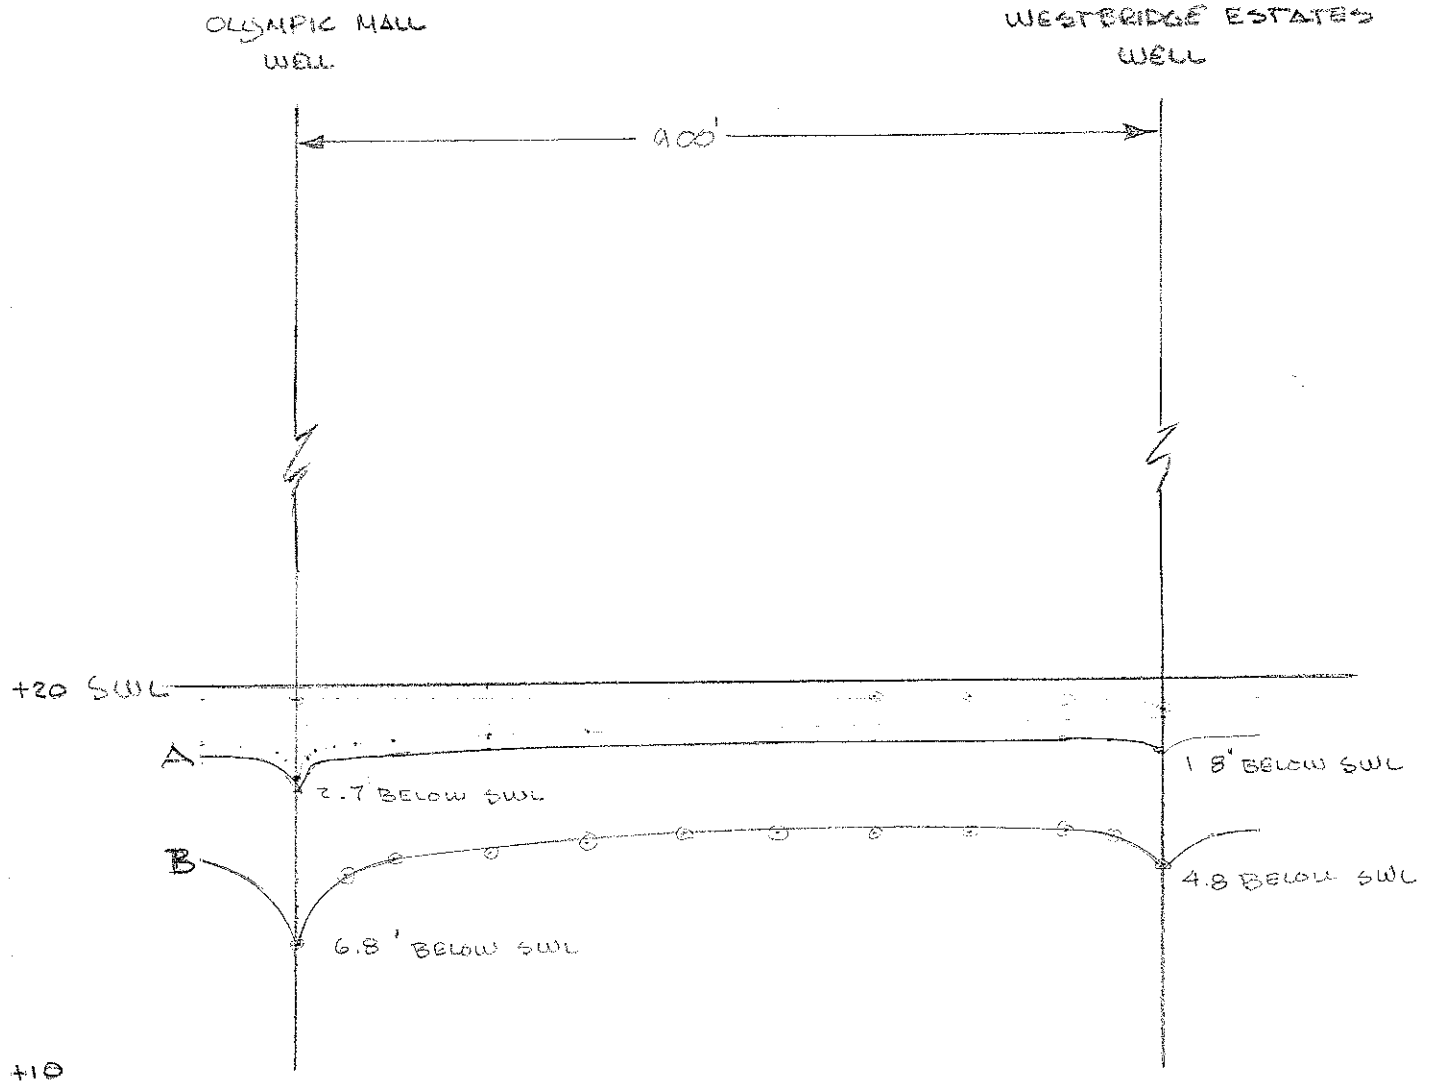 OLYMPIC MALL
WELL
WESTBRIDGE ESTATES
WELL
900'
+20 SWL
A
1.8' BELOW SWL
2.7' BELOW SWL
B
4.8 BELOW SWL
6.8' BELOW SWL
+10